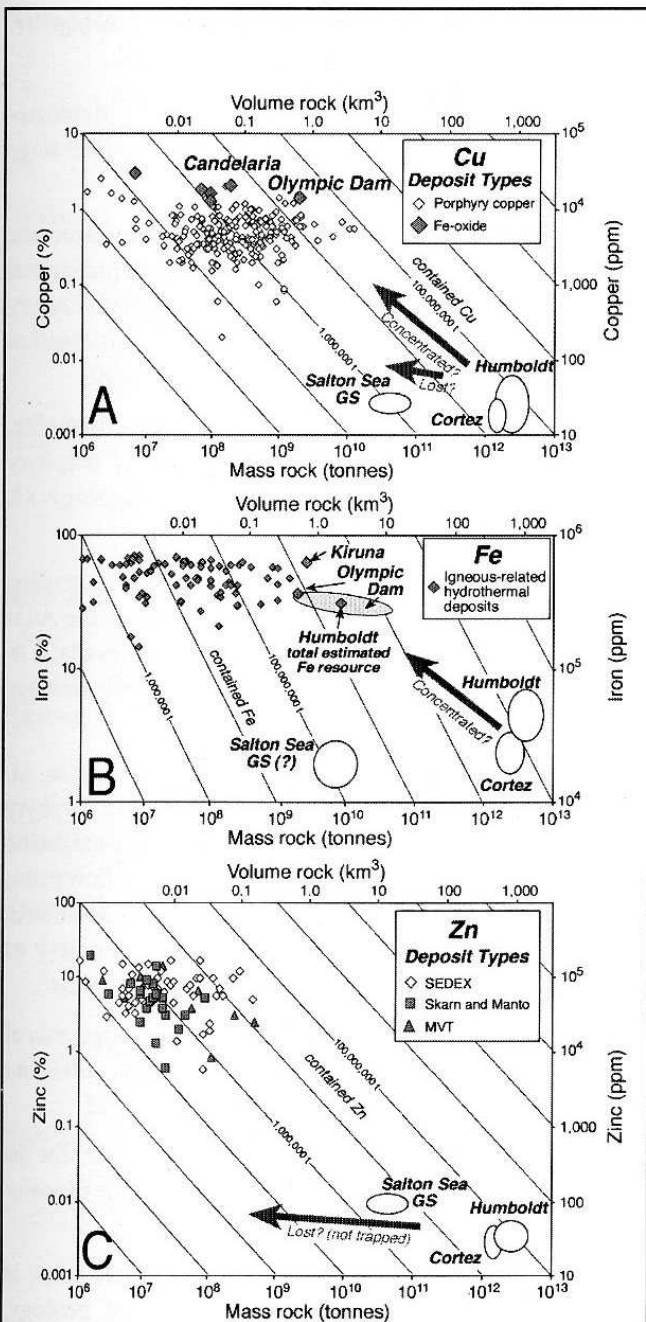 Volume rock (km³)
0.01 0.1 1.0 10 100 1,000
Cu
Deposit Types
Porphyry copper
Fe-oxide
Candelaria
Olympic Dam
Copper (%)
10
1
0.1
0.01
0.001
Copper (ppm)
10⁵
10⁴
1,000
100
10
contained Cu
100,000,000 t
1,000,000 t
Concentrated?
Lost?
Salton Sea
GS
Humboldt
Cortez
A
10⁶ 10⁷ 10⁸ 10⁹ 10¹⁰ 10¹¹ 10¹² 10¹³
Mass rock (tonnes)
Volume rock (km³)
0.01 0.1 1.0 10 100 1,000
Fe
Igneous-related
hydrothermal
deposits
Kiruna
Olympic
Dam
Humboldt
total estimated
Fe resource
Iron (%)
100
10
1
Iron (ppm)
10⁶
10⁵
10⁴
1,000,000 t
contained Fe
100,000,000 t
Concentrated?
Salton Sea
GS (?)
Humboldt
Cortez
B
10⁶ 10⁷ 10⁸ 10⁹ 10¹⁰ 10¹¹ 10¹² 10¹³
Mass rock (tonnes)
Volume rock (km³)
0.01 0.1 1.0 10 100 1,000
Zn
Deposit Types
SEDEX
Skarn and Manto
MVT
Zinc (%)
100
10
1
0.1
0.01
0.001
Zinc (ppm)
10⁵
10⁴
1,000
100
10
100,000,000 t
contained Zn
1,000,000 t
Salton Sea
GS
Humboldt
Cortez
Lost? (not trapped)
C
10⁶ 10⁷ 10⁸ 10⁹ 10¹⁰ 10¹¹ 10¹² 10¹³
Mass rock (tonnes)